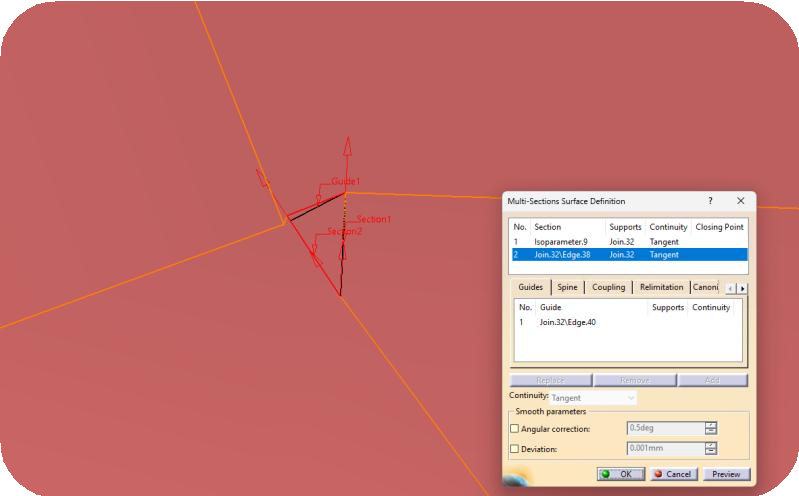 Guide1
Section1
Section2
Multi-Sections Surface Definition
? X
No. Section Supports Continuity Closing Point
1 Isoparameter.9 Join.32 Tangent
2 Join.32\Edge.38 Join.32 Tangent
Guides Spine Coupling Relimitation Canoni
No. Guide Supports Continuity
1 Join.32\Edge.40
Replace Remove Add
Continuity: Tangent
Smooth parameters
Angular correction: 0.5deg
Deviation: 0.001mm
OK Cancel Preview